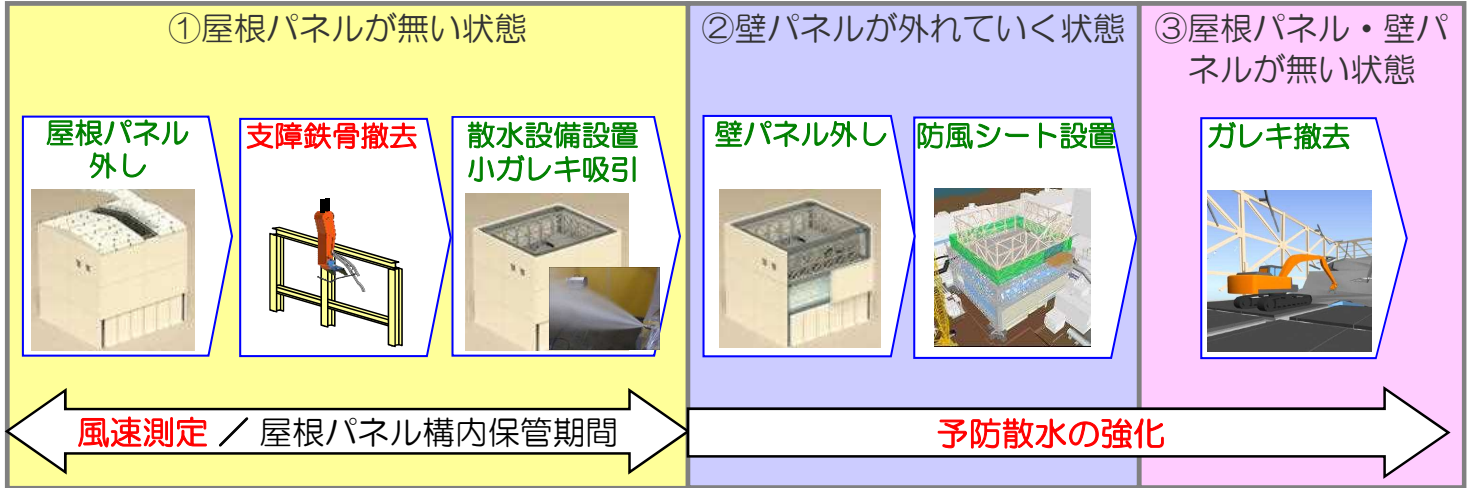 ①屋根パネルが無い状態
②壁パネルが外れていく状態
③屋根パネル・壁パ
ネルが無い状態
屋根パネル
外し
支障鉄骨撤去
散水設備設置
小ガレキ吸引
壁パネル外し
防風シート設置
ガレキ撤去
風速測定 ／ 屋根パネル構内保管期間
予防散水の強化